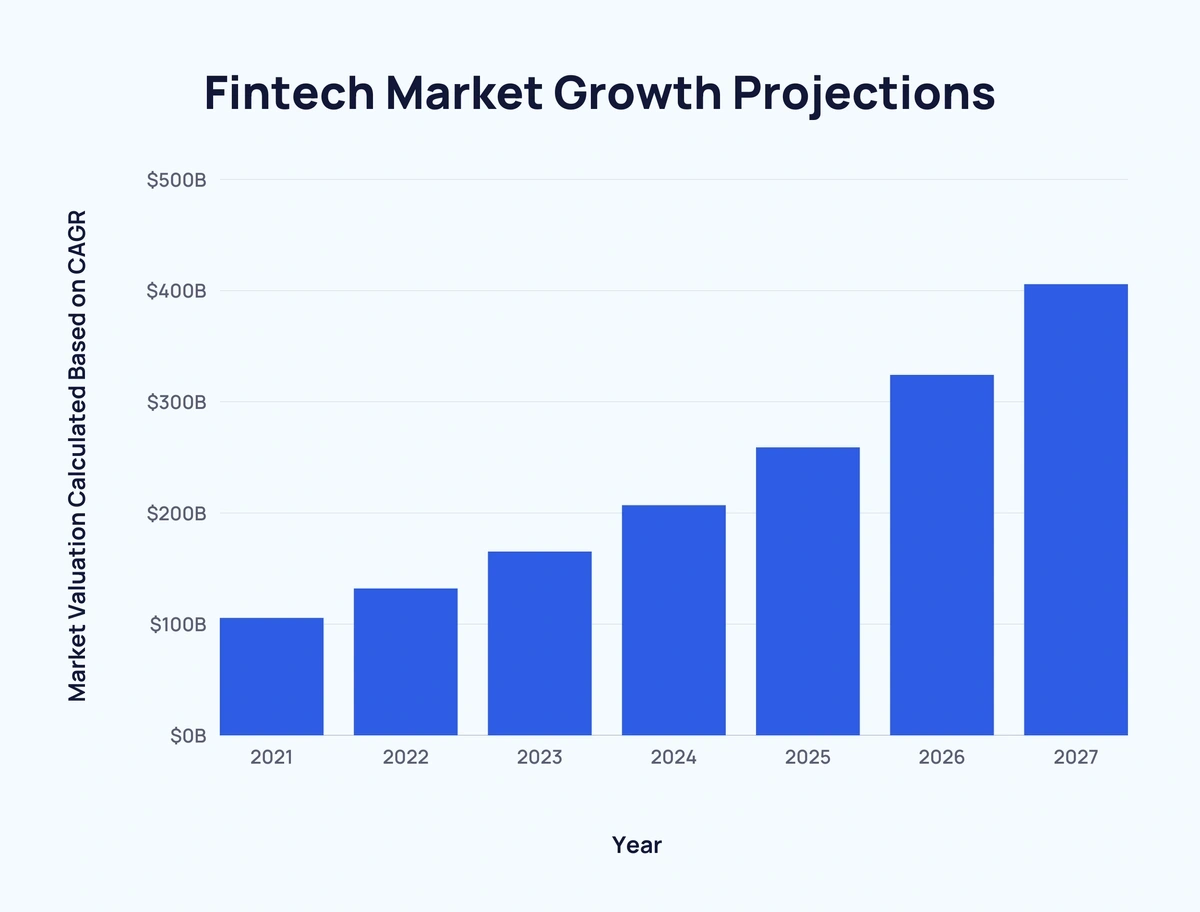 Fintech Market Growth Projections
Market Valuation Calculated Based on CAGR
$500B
$400B
$300B
$200B
$100B
$0B
2021 2022 2023 2024 2025 2026 2027
Year